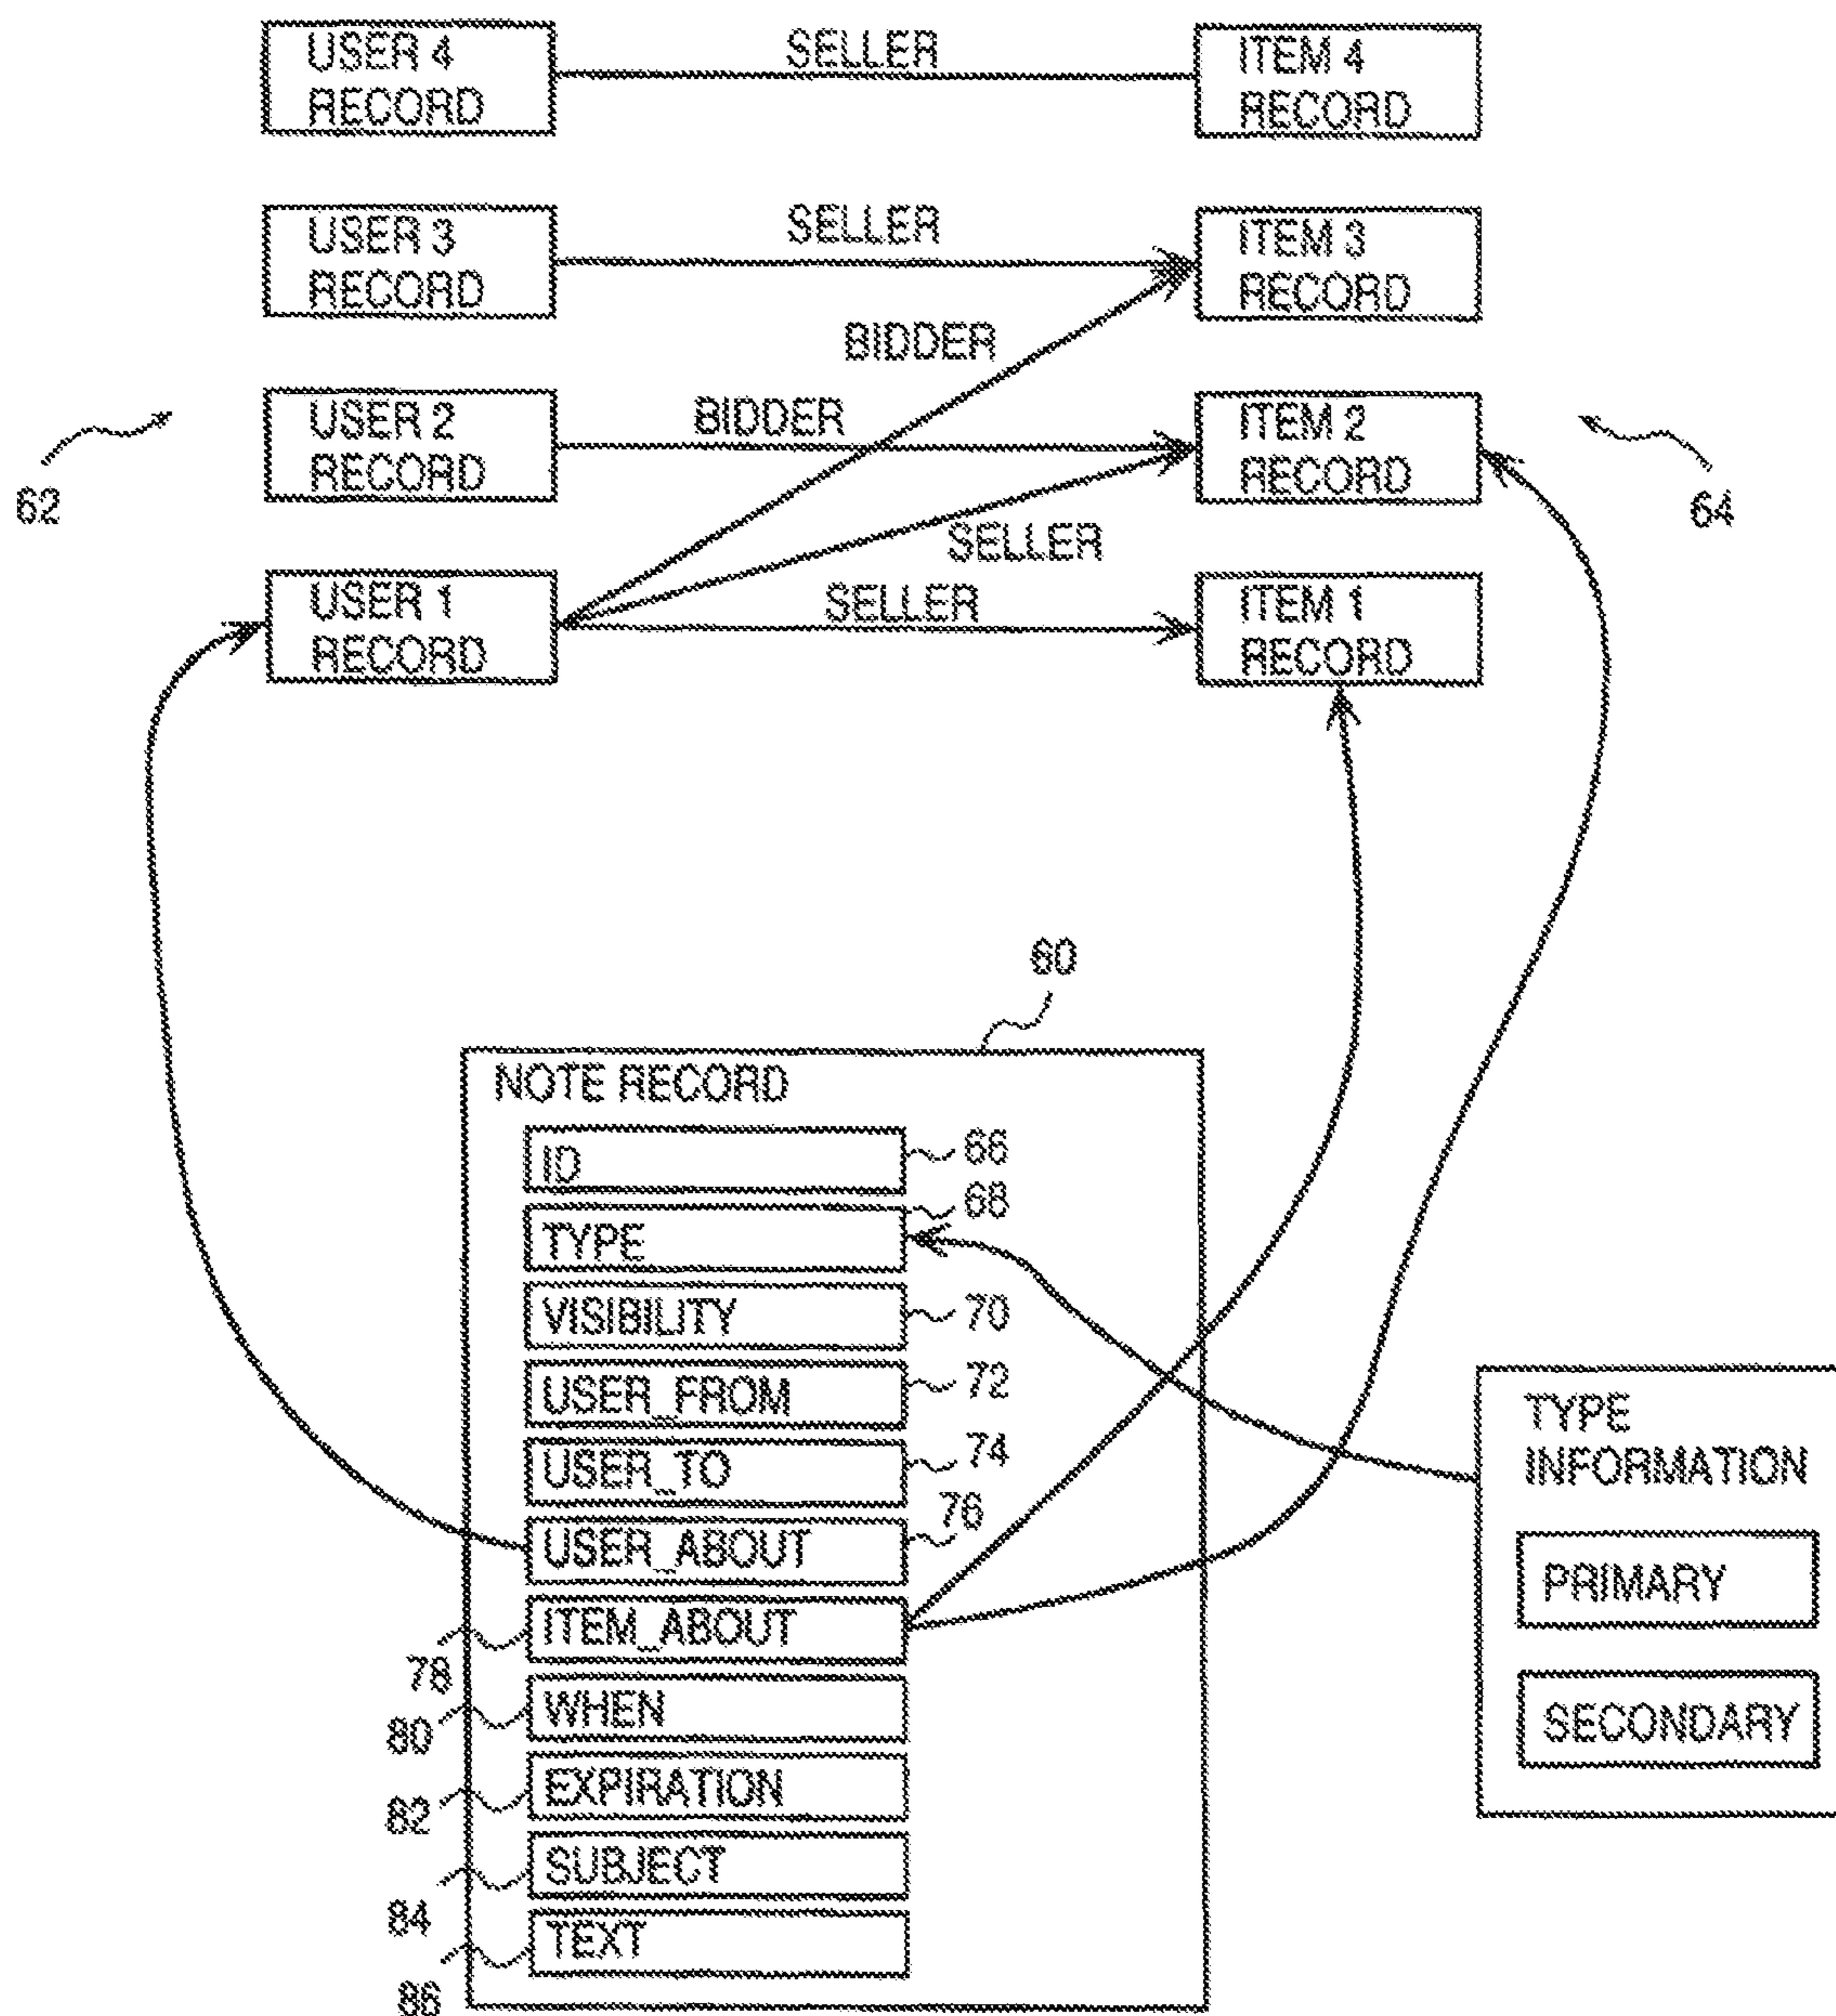 USER 4
RECORD
SELLER
ITEM 4
RECORD
USER 3
RECORD
SELLER
ITEM 3
RECORD
BIDDER
USER 2
RECORD
BIDDER
ITEM 2
RECORD
62
64
SELLER
USER 1
RECORD
SELLER
ITEM 1
RECORD
60
NOTE RECORD
ID
66
TYPE
68
VISIBILITY
70
USER_FROM
72
USER_TO
74
USER_ABOUT
76
ITEM_ABOUT
78
WHEN
80
EXPIRATION
82
SUBJECT
84
TEXT
86
TYPE
INFORMATION
PRIMARY
SECONDARY